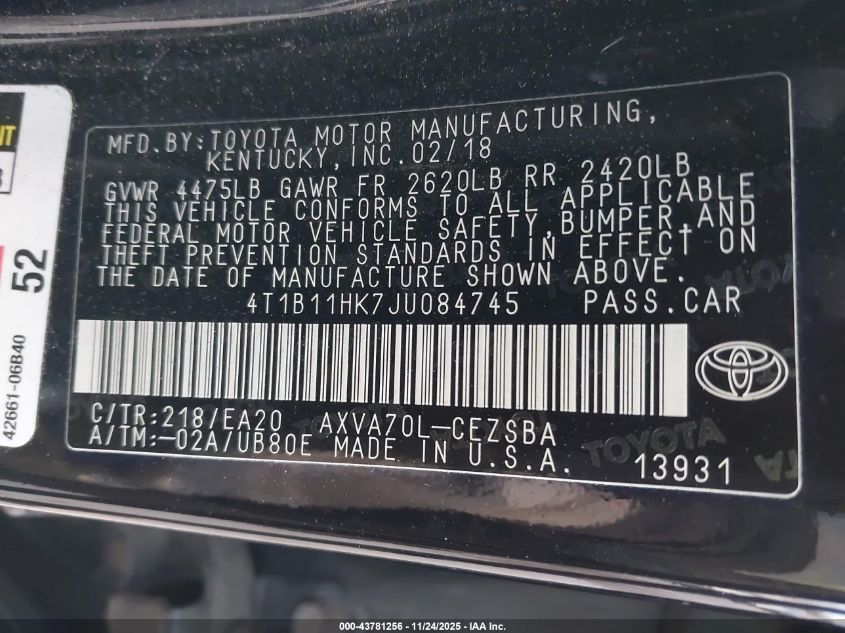 MFD.BY:TOYOTA MOTOR MANUFACTURING,
KENTUCKY,INC.02/18
GVWR 4475LB GAWR FR 2620LB RR 2420LB
THIS VEHICLE CONFORMS TO ALL APPLICABLE
FEDERAL MOTOR VEHICLE SAFETY,BUMPER,AND
THEFT PREVENTION STANDARDS IN EFFECT ON
THE DATE OF MANUFACTURE SHOWN ABOVE.
4T1B11HK7JU084745 PASS.CAR
C/TR:218/EA20 AXVA70L-CEZSBA
A/TM:-02A/UB80E MADE IN U.S.A.
13931
TOYOTA
52
42661-06B40
000-43781256 - 11/24/2025 - IAA Inc.